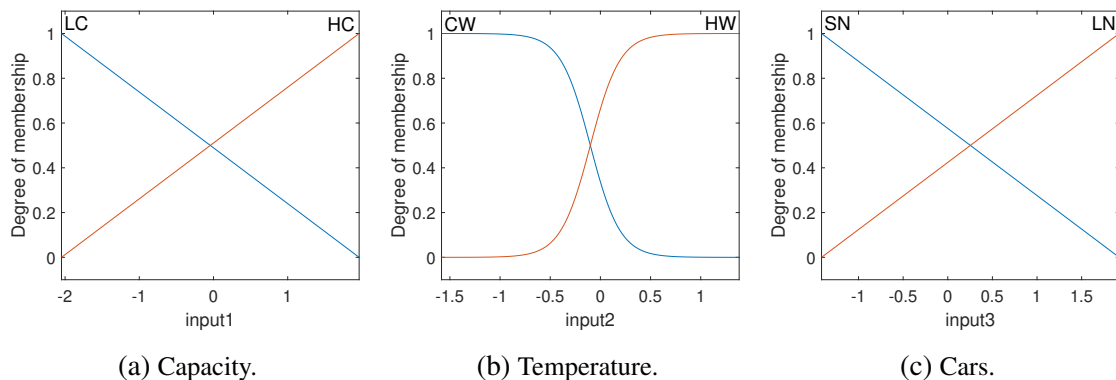 LC HC
1
0.8
0.6
0.4
0.2
0
Degree of membership
-2 -1 0 1
input1
(a) Capacity.
CW HW
1
0.8
0.6
0.4
0.2
0
Degree of membership
-1.5 -1 -0.5 0 0.5 1
input2
(b) Temperature.
SN LN
1
0.8
0.6
0.4
0.2
0
Degree of membership
-1 -0.5 0 0.5 1 1.5
input3
(c) Cars.